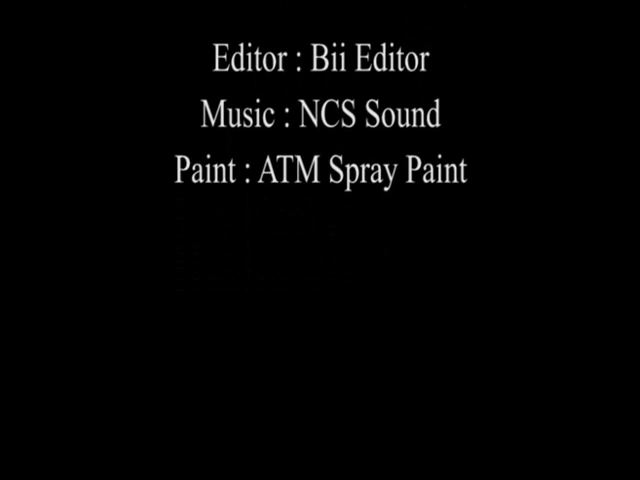 Editor : Bii Editor
Music : NCS Sound
Paint : ATM Spray Paint